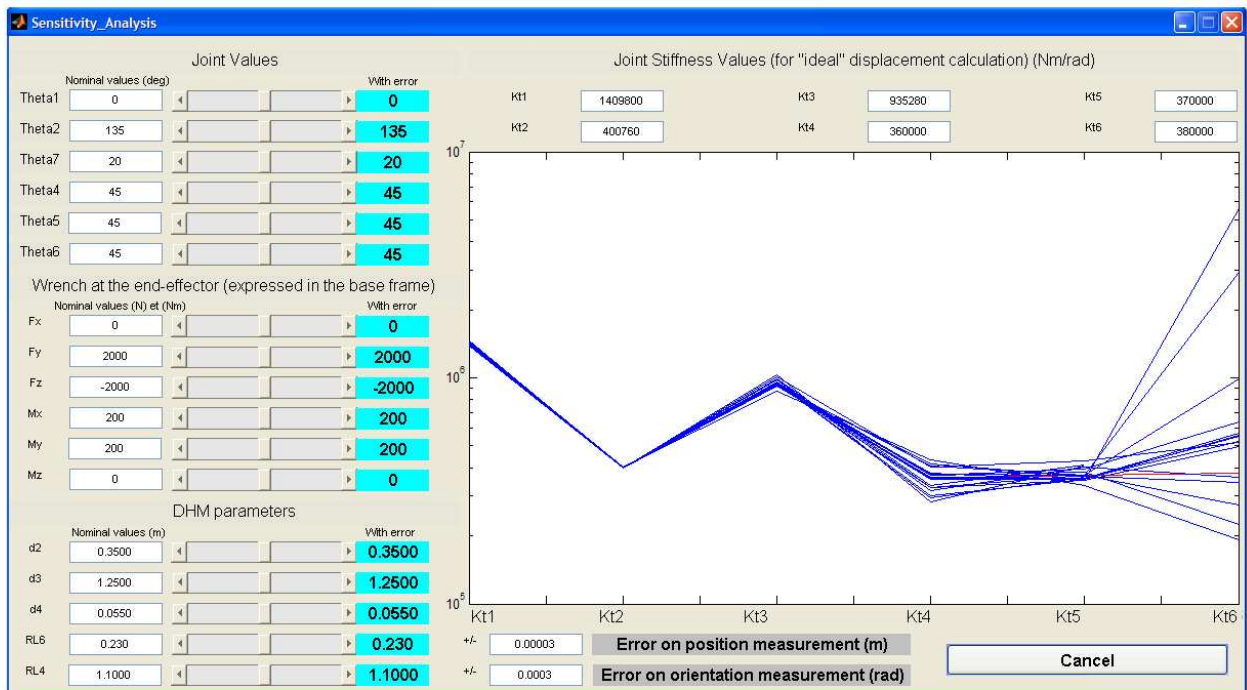 Sensitivity_Analysis
Joint Values
Nominal values (deg) With error
Theta1 0 0
Theta2 135 135
Theta7 20 20
Theta4 45 45
Theta5 45 45
Theta6 45 45
Wrench at the end-effector (expressed in the base frame)
Nominal values (N) et (Nm) With error
Fx 0 0
Fy 2000 2000
Fz -2000 -2000
Mx 200 200
My 200 200
Mz 0 0
DHM parameters
Nominal values (m) With error
d2 0.3500 0.3500
d3 1.2500 1.2500
d4 0.0550 0.0550
RL6 0.230 0.230
RL4 1.1000 1.1000
Joint Stiffness Values (for "ideal" displacement calculation) (Nm/rad)
Kt1 1409800 Kt3 935280 Kt5 370000
Kt2 400760 Kt4 360000 Kt6 380000
10^7
10^6
10^5
Kt1 Kt2 Kt3 Kt4 Kt5 Kt6
+/- 0.00003 Error on position measurement (m)
+/- 0.0003 Error on orientation measurement (rad)
Cancel